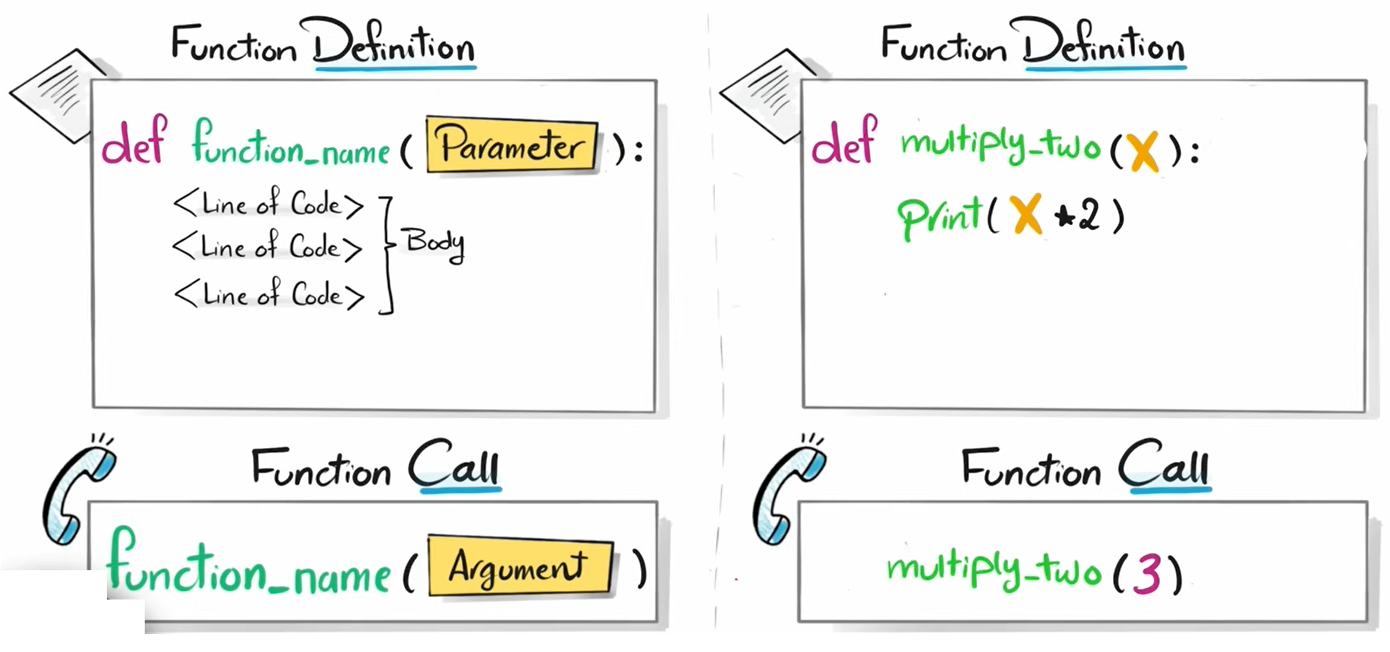 Function Definition
def function_name( Parameter ):
<Line of Code>
<Line of Code>
<Line of Code>
Body
Function Call
function_name( Argument )
Function Definition
def multiply_two(X):
print( X *2 )
Function Call
multiply_two(3)